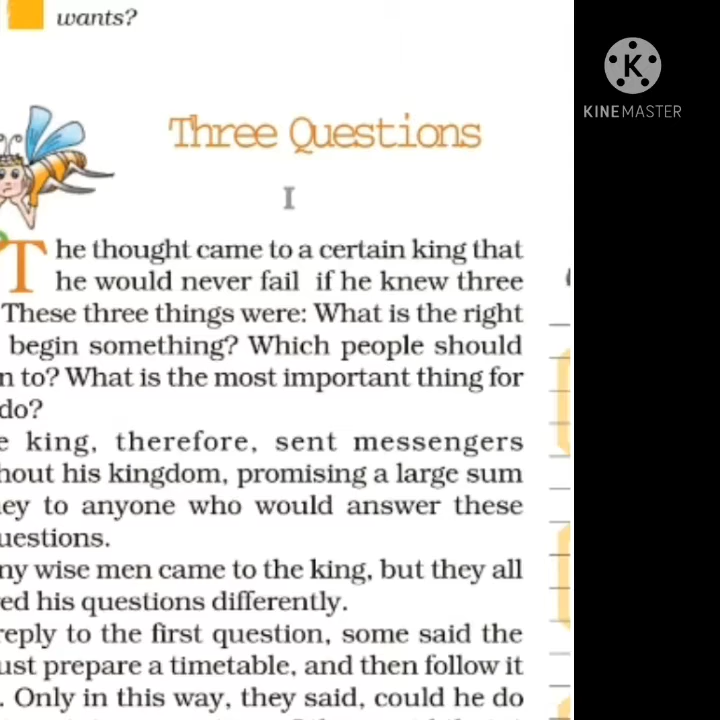 wants?
Three Questions
I
The thought came to a certain king that
he would never fail if he knew three
These three things were: What is the right
begin something? Which people should
n to? What is the most important thing for
do?
e king, therefore, sent messengers
hout his kingdom, promising a large sum
ey to anyone who would answer these
uestions.
ny wise men came to the king, but they all
ed his questions differently.
reply to the first question, some said the
ust prepare a timetable, and then follow it
. Only in this way, they said, could he do
KINEMASTER